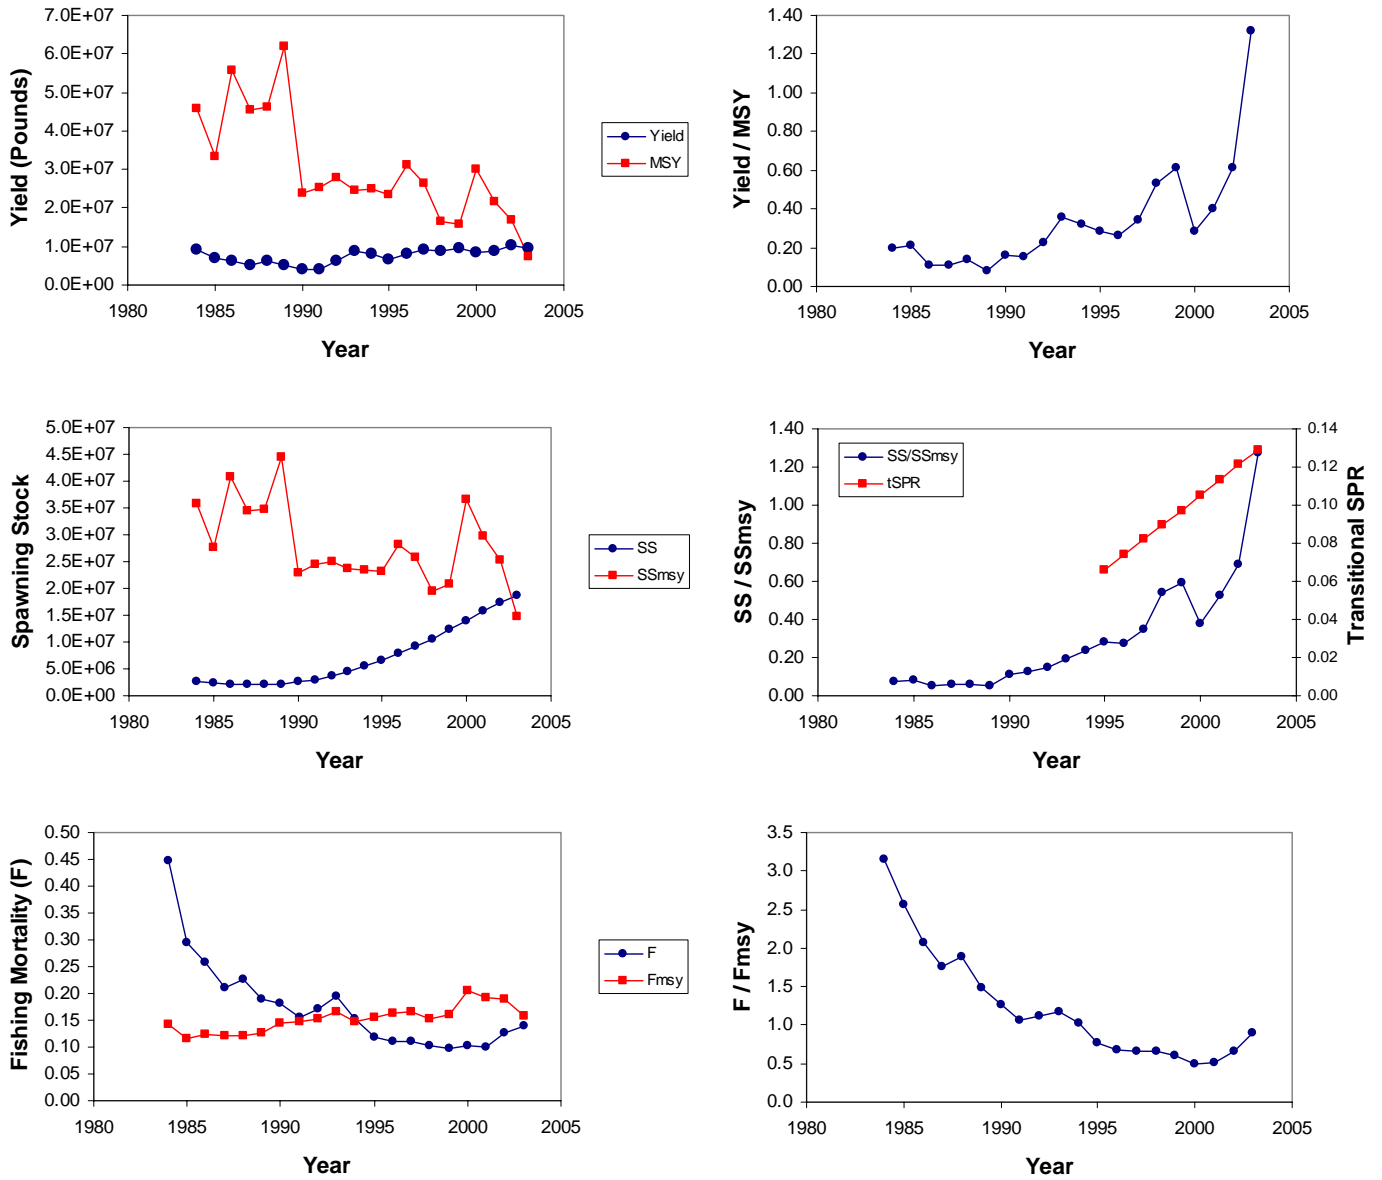 Yield (Pounds)
7.0E+07
6.0E+07
5.0E+07
4.0E+07
3.0E+07
2.0E+07
1.0E+07
0.0E+00
1980 1985 1990 1995 2000 2005
Year
Yield
MSY
Yield / MSY
1.40
1.20
1.00
0.80
0.60
0.40
0.20
0.00
1980 1985 1990 1995 2000 2005
Year
Spawning Stock
5.0E+07
4.5E+07
4.0E+07
3.5E+07
3.0E+07
2.5E+07
2.0E+07
1.5E+07
1.0E+07
5.0E+06
0.0E+00
1980 1985 1990 1995 2000 2005
Year
SS
SSmsy
SS / SSmsy
1.40
1.20
1.00
0.80
0.60
0.40
0.20
0.00
SS/SSmsy
tSPR
0.14
0.12
0.10
0.08
0.06
0.04
0.02
0.00
Transitional SPR
1980 1985 1990 1995 2000 2005
Year
Fishing Mortality (F)
0.50
0.45
0.40
0.35
0.30
0.25
0.20
0.15
0.10
0.05
0.00
1980 1985 1990 1995 2000 2005
Year
F
Fmsy
F / Fmsy
3.5
3.0
2.5
2.0
1.5
1.0
0.5
0.0
1980 1985 1990 1995 2000 2005
Year